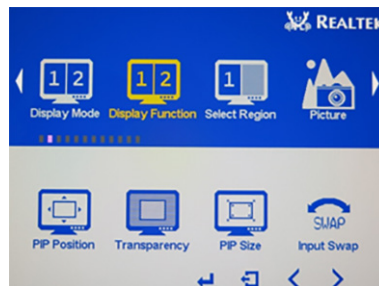 REALTEK
1 2
1 2
1
Display Mode
Display Function
Select Region
Picture
PIP Position
Transparency
PIP Size
SWAP
Input Swap